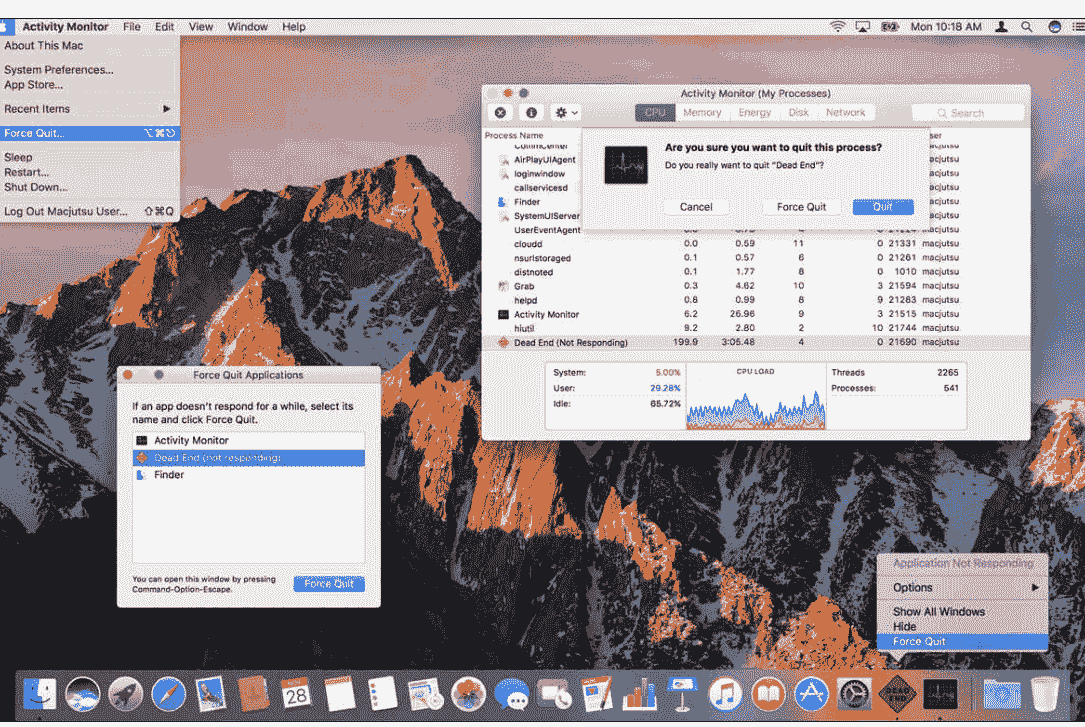 Activity Monitor File Edit View Window Help
Mon 10:18 AM
About This Mac
System Preferences...
App Store...
Recent Items
Force Quit...
Sleep
Restart...
Shut Down...
Log Out Macjutsu User... ⇧⌘Q
Activity Monitor (My Processes)
CPU Memory Energy Disk Network
Search
Process Name
CommCenter
AirPlayUIAgent
loginwindow
callservicesd
Finder
SystemUIServer
UserEventAgent
Are you sure you want to quit this process?
Do you really want to quit "Dead End"?
Cancel Force Quit Quit
cloudd 0.0 0.59 11 0 21331 macjutsu
nsurlstoraged 0.1 0.57 6 0 21261 macjutsu
distnoted 0.1 1.77 8 0 1010 macjutsu
Grab 0.3 4.62 10 3 21594 macjutsu
helpd 0.8 0.99 8 9 21263 macjutsu
Activity Monitor 6.2 26.96 9 3 21515 macjutsu
hiutil 9.2 2.80 2 10 21744 macjutsu
Dead End (Not Responding) 199.9 3:05.48 4 0 21690 macjutsu
System: 5.00%
User: 29.28%
Idle: 65.72%
CPU LOAD
Threads 2265
Processes: 541
Force Quit Applications
If an app doesn't respond for a while, select its
name and click Force Quit.
Activity Monitor
Dead End (not responding)
Finder
You can open this window by pressing
Command-Option-Escape.
Force Quit
Application Not Responding
Options
Show All Windows
Hide
Force Quit
28
DEAD